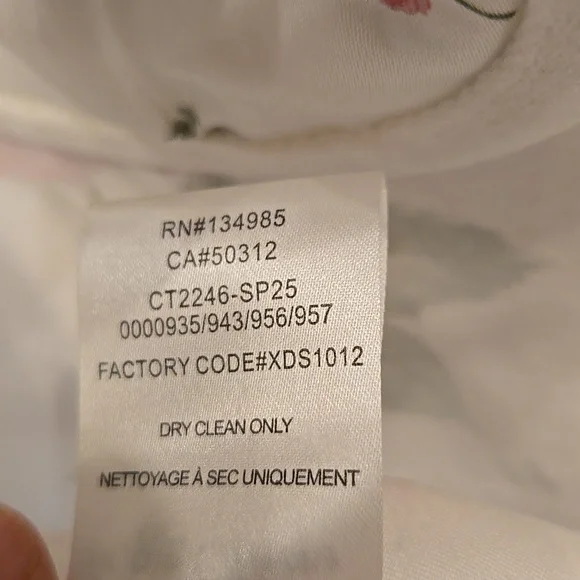 RN#134985
CA#50312
CT2246-SP25
0000935/943/956/957
FACTORY CODE#XDS1012
DRY CLEAN ONLY
NETTOYAGE À SEC UNIQUEMENT